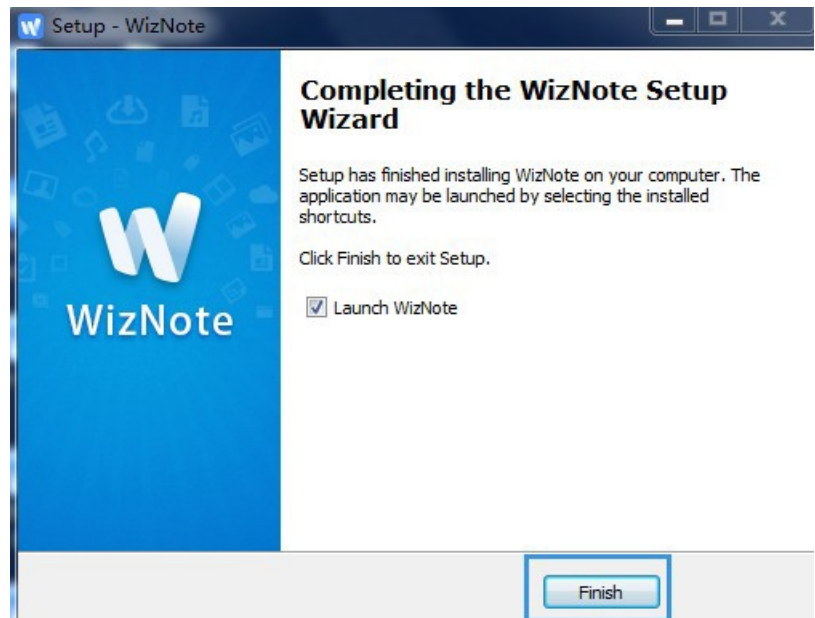 Setup - WizNote
Completing the WizNote Setup
Wizard
Setup has finished installing WizNote on your computer. The
application may be launched by selecting the installed
shortcuts.
Click Finish to exit Setup.
Launch WizNote
WizNote
Finish